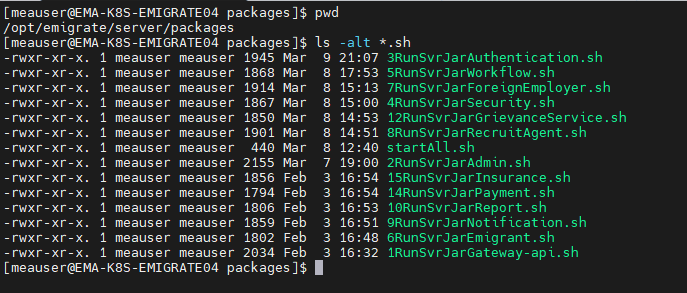 [meauser@EMA-K8S-EMIGRATE04 packages]$ pwd
/opt/emigrate/server/packages
[meauser@EMA-K8S-EMIGRATE04 packages]$ ls -alt *.sh
-rwxr-xr-x. 1 meauser meauser 1945 Mar  9 21:07 3RunSvrJarAuthentication.sh
-rwxr-xr-x. 1 meauser meauser 1868 Mar  8 17:53 5RunSvrJarWorkflow.sh
-rwxr-xr-x. 1 meauser meauser 1914 Mar  8 15:13 7RunSvrJarForeignEmployer.sh
-rwxr-xr-x. 1 meauser meauser 1867 Mar  8 15:00 4RunSvrJarSecurity.sh
-rwxr-xr-x. 1 meauser meauser 1850 Mar  8 14:53 12RunSvrJarGrievanceService.sh
-rwxr-xr-x. 1 meauser meauser 1901 Mar  8 14:51 8RunSvrJarRecruitAgent.sh
-rwxr-xr-x. 1 meauser meauser  440 Mar  8 12:40 startAll.sh
-rwxr-xr-x. 1 meauser meauser 2155 Mar  7 19:00 2RunSvrJarAdmin.sh
-rwxr-xr-x. 1 meauser meauser 1856 Feb  3 16:54 15RunSvrJarInsurance.sh
-rwxr-xr-x. 1 meauser meauser 1794 Feb  3 16:54 14RunSvrJarPayment.sh
-rwxr-xr-x. 1 meauser meauser 1806 Feb  3 16:53 10RunSvrJarReport.sh
-rwxr-xr-x. 1 meauser meauser 1859 Feb  3 16:51 9RunSvrJarNotification.sh
-rwxr-xr-x. 1 meauser meauser 1802 Feb  3 16:48 6RunSvrJarEmigrant.sh
-rwxr-xr-x. 1 meauser meauser 2034 Feb  3 16:32 1RunSvrJarGateway-api.sh
[meauser@EMA-K8S-EMIGRATE04 packages]$